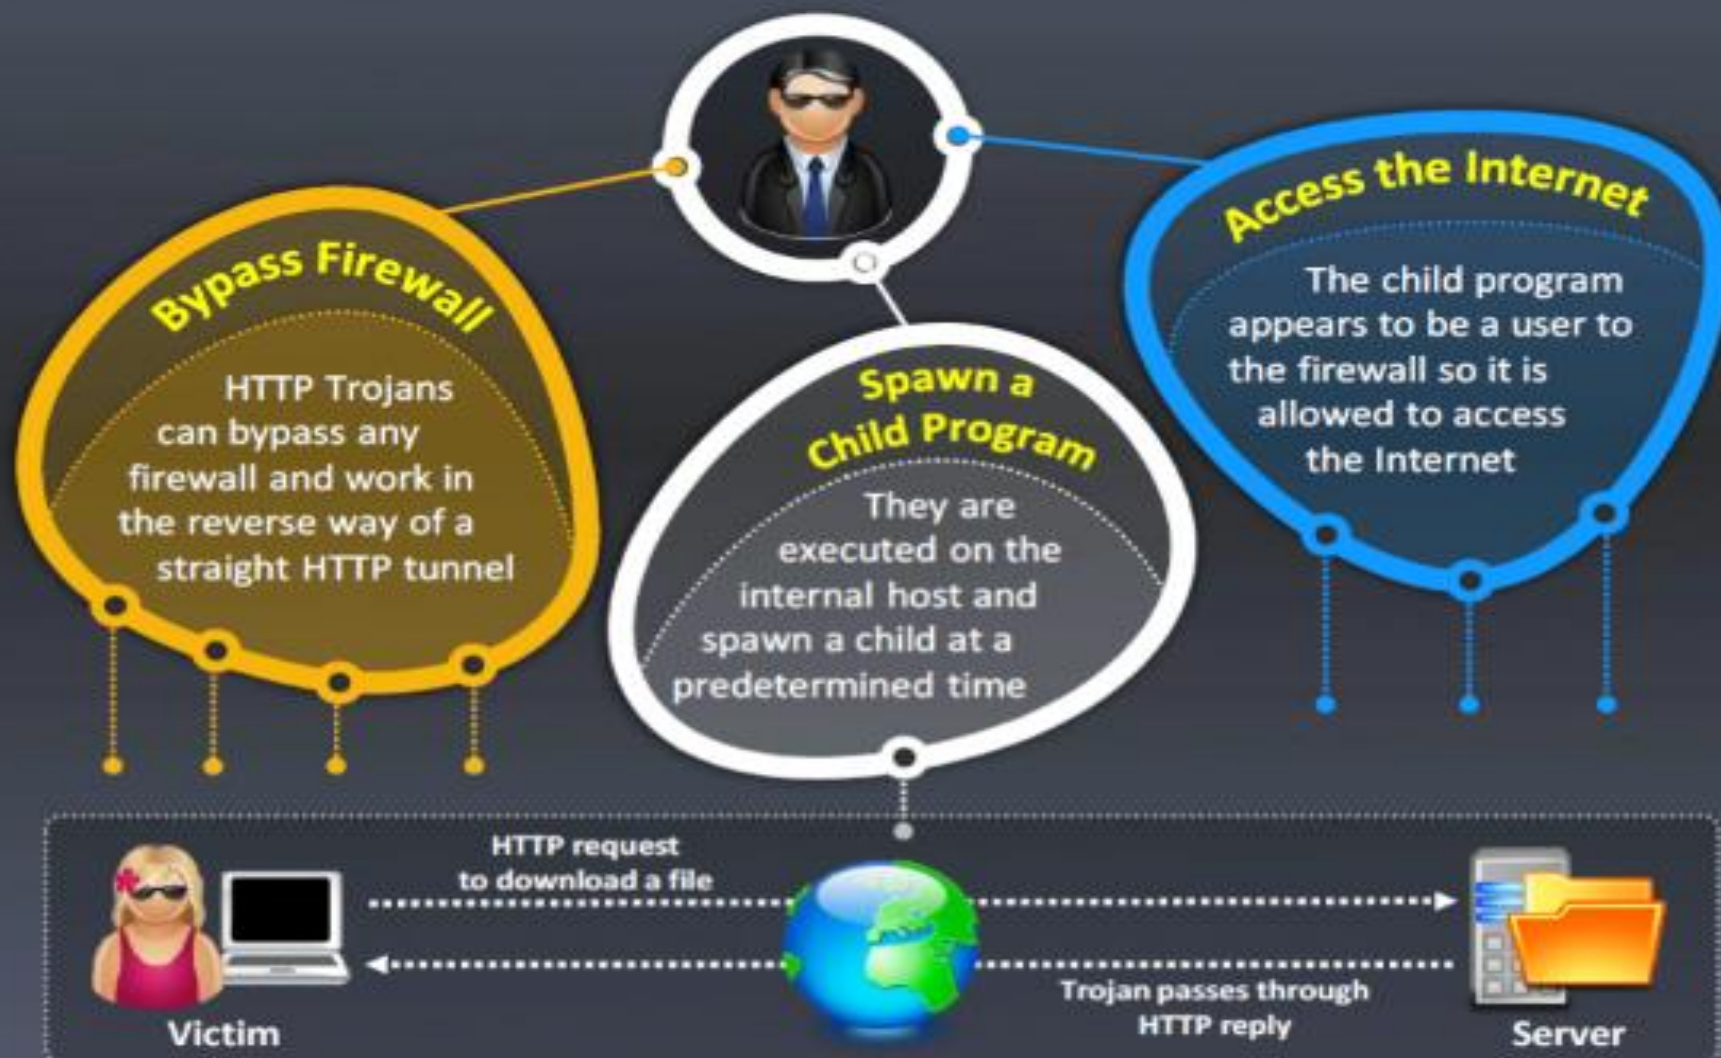 Bypass Firewall
HTTP Trojans
can bypass any
firewall and work in
the reverse way of a
straight HTTP tunnel
Spawn a
Child Program
They are
executed on the
internal host and
spawn a child at a
predetermined time
Access the Internet
The child program
appears to be a user to
the firewall so it is
allowed to access
the Internet
HTTP request
to download a file
Trojan passes through
HTTP reply
Victim
Server